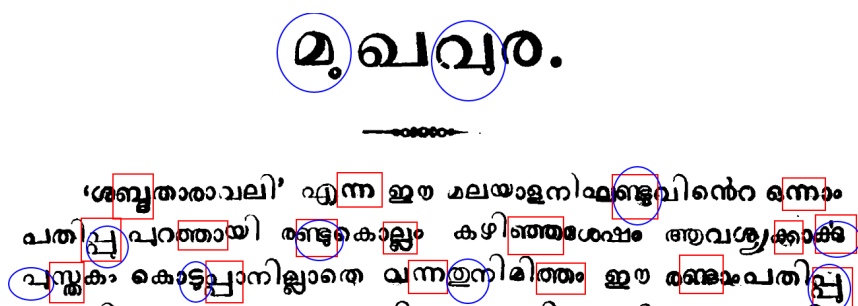 മുഖവുര.
‘ശബ്ദതാരാവലി’ എന്ന ഈ മലയാളനിഘണ്ടുവിൻെറ ഒന്നാം
പതിപ്പു പുറത്തായി രണ്ടുകൊല്ലം കഴിഞ്ഞശേഷം ആവശ്യക്കാൎക്കു
പുസ്തകം കൊടുപ്പാനില്ലാതെ വന്നതുനിമിത്തം ഈ രണ്ടാംപതിപ്പു